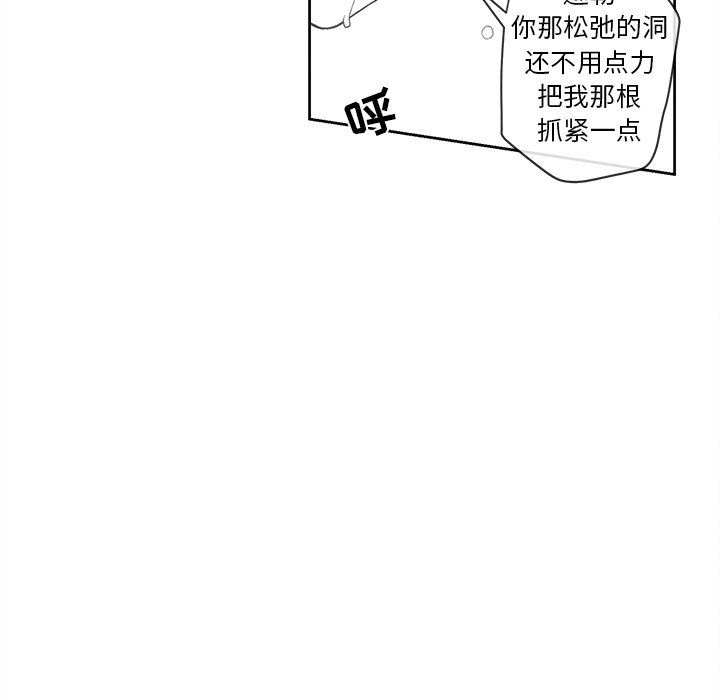 你那松弛的洞
还不用点力
把我那根
抓紧一点
呼